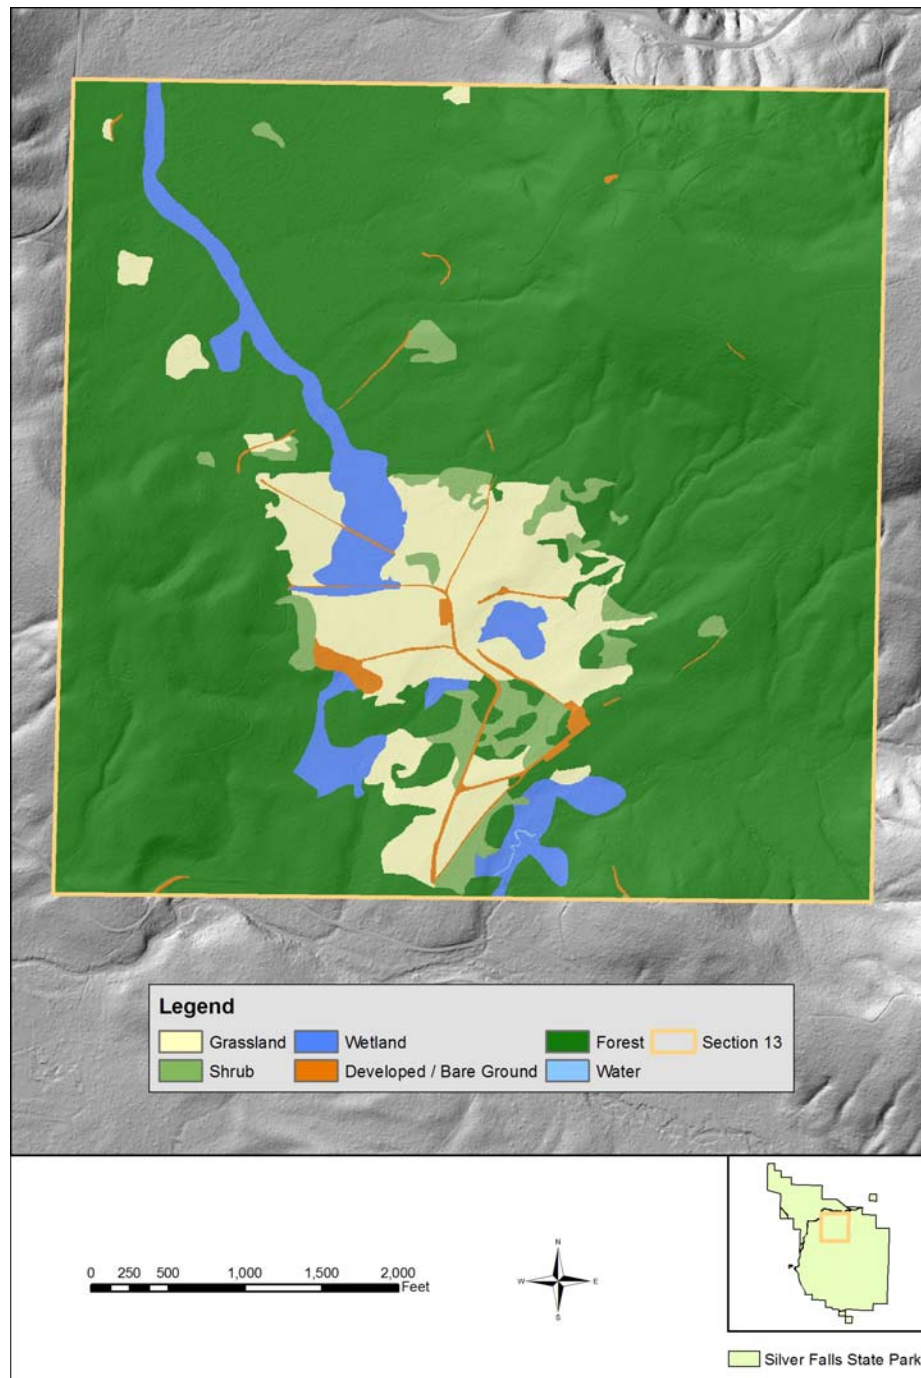 Legend
Grassland Wetland Forest Section 13
Shrub Developed / Bare Ground Water
N
W E
S
0 250 500 1,000 1,500 2,000
Feet
Silver Falls State Park